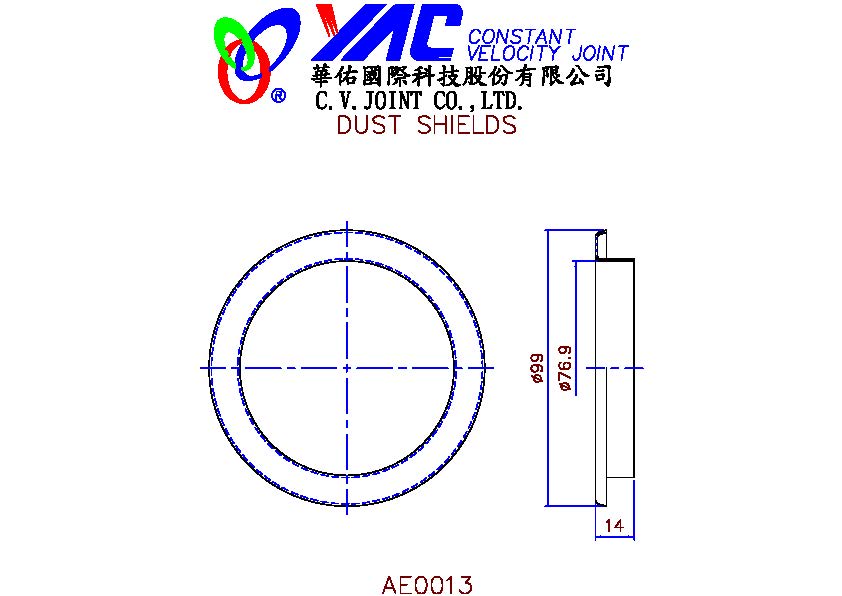 YAC CONSTANT
VELOCITY JOINT
®
華佑國際科技股份有限公司
C.V.JOINT CO.,LTD.
DUST SHIELDS
ø99
ø76.9
14
AE0013